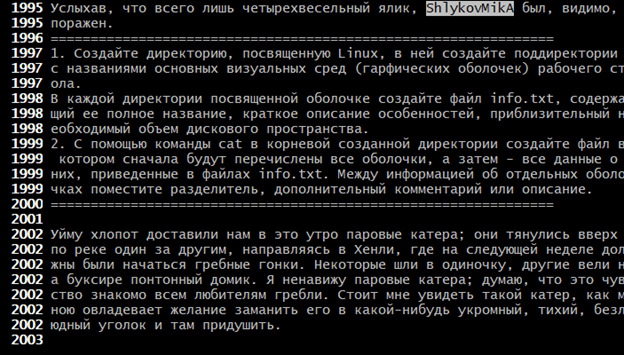 1995 Услыхав, что всего лишь четырехвесельный ялик, ShlykovMikA был, видимо,
1995 поражен.
1996 ===============================================================
1997 1. Создайте директорию, посвященную Linux, в ней создайте поддиректории
1997 с названиями основных визуальных сред (гарфических оболочек) рабочего ст
1997 ола.
1998 В каждой директории посвященной оболочке создайте файл info.txt, содержа
1998 щий ее полное название, краткое описание особенностей, приблизительный н
1998 еобходимый объем дискового пространства.
1999 2. С помощью команды cat в корневой созданной директории создайте файл в
1999 котором сначала будут перечислены все оболочки, а затем - все данные о
1999 них, приведенные в файлах info.txt. Между информацией об отдельных оболо
1999 чках поместите разделитель, дополнительный комментарий или описание.
2000 ===============================================================
2001
2002 Уйму хлопот доставили нам в это утро паровые катера; они тянулись вверх
2002 по реке один за другим, направляясь в Хенли, где на следующей неделе дол
2002 жны были начаться гребные гонки. Некоторые шли в одиночку, другие вели н
2002 а буксире понтонный домик. Я ненавижу паровые катера; думаю, что это чув
2002 ство знакомо всем любителям гребли. Стоит мне увидеть такой катер, как м
2002 ною овладевает желание заманить его в какой-нибудь укромный, тихий, безл
2002 юдный уголок и там придушить.
2003